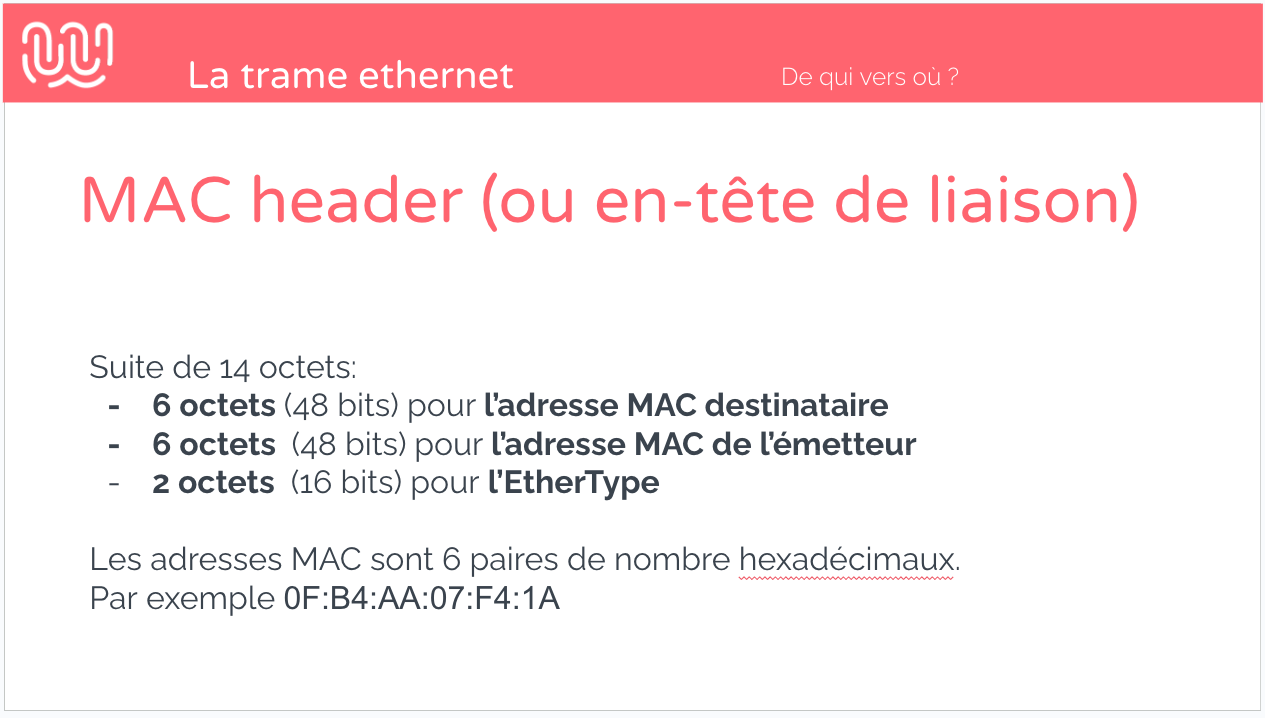 La trame ethernet
De qui vers où ?
MAC header (ou en-tête de liaison)
Suite de 14 octets:
- 6 octets (48 bits) pour l’adresse MAC destinataire
- 6 octets (48 bits) pour l’adresse MAC de l’émetteur
- 2 octets (16 bits) pour l’EtherType
Les adresses MAC sont 6 paires de nombre hexadécimaux.
Par exemple 0F:B4:AA:07:F4:1A